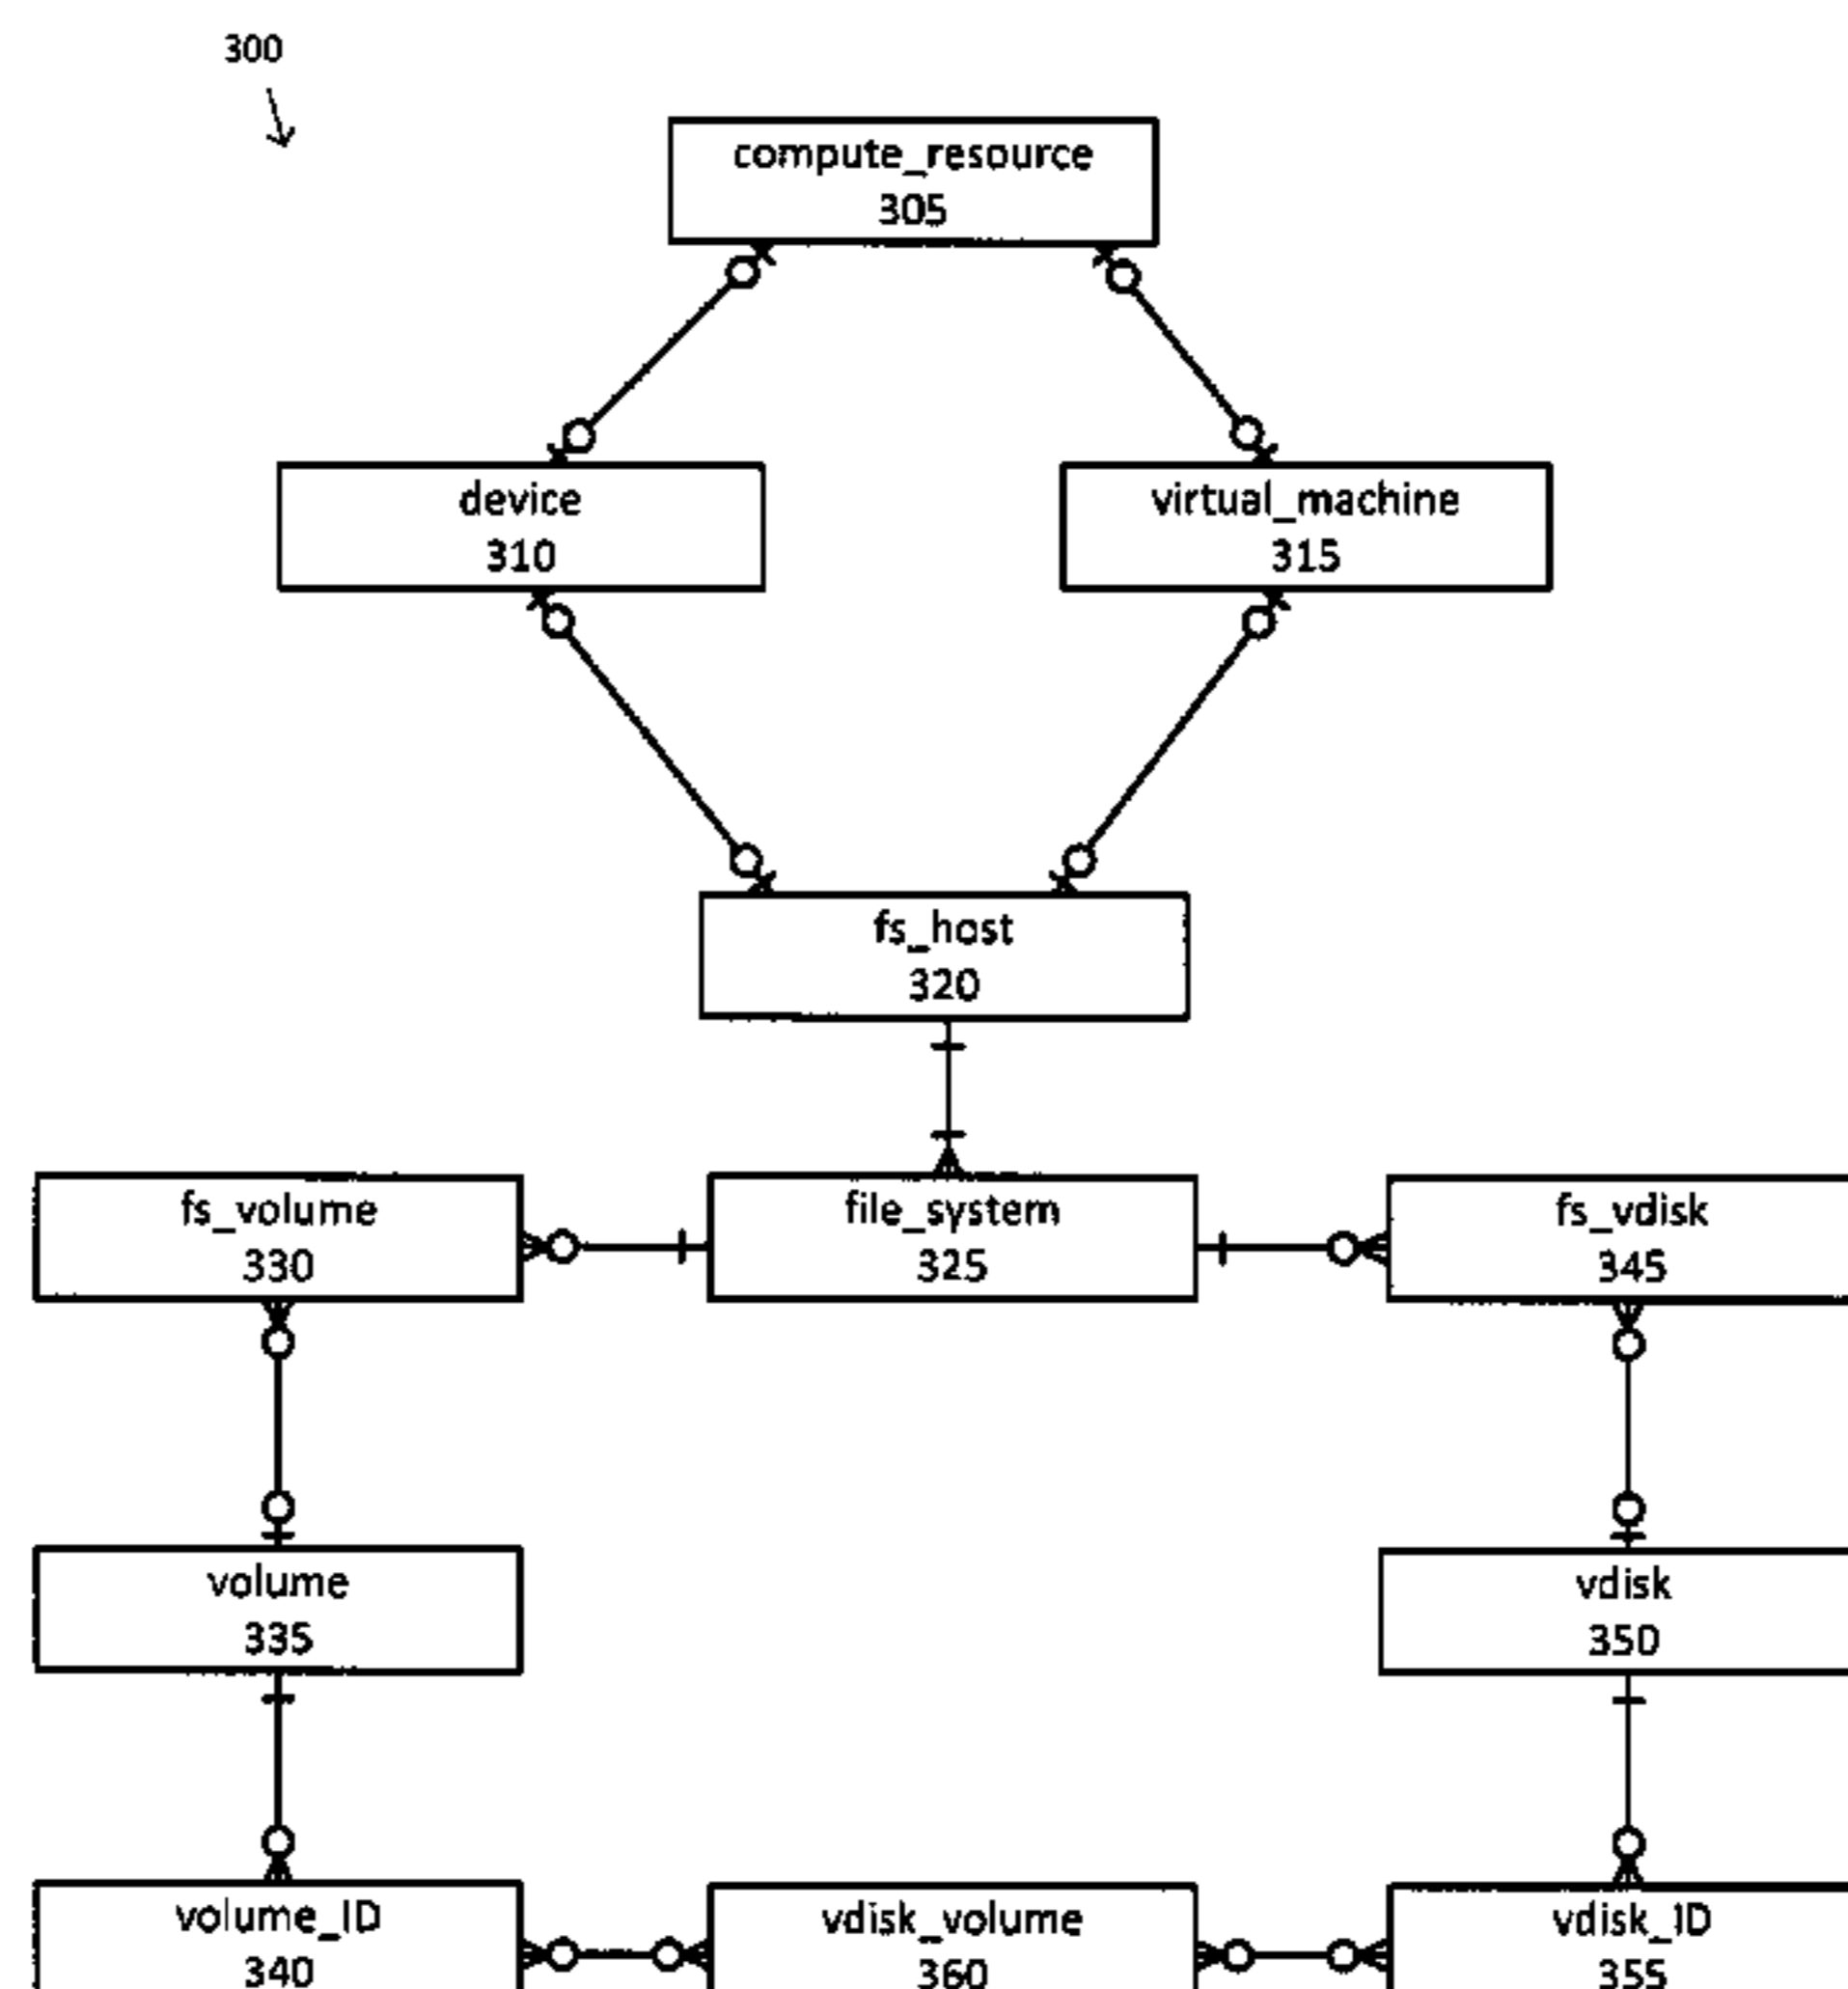 300
compute_resource
305
device
310
virtual_machine
315
fs_host
320
fs_volume
330
file_system
325
fs_vdisk
345
volume
335
vdisk
350
volume_ID
340
vdisk_volume
360
vdisk_ID
355